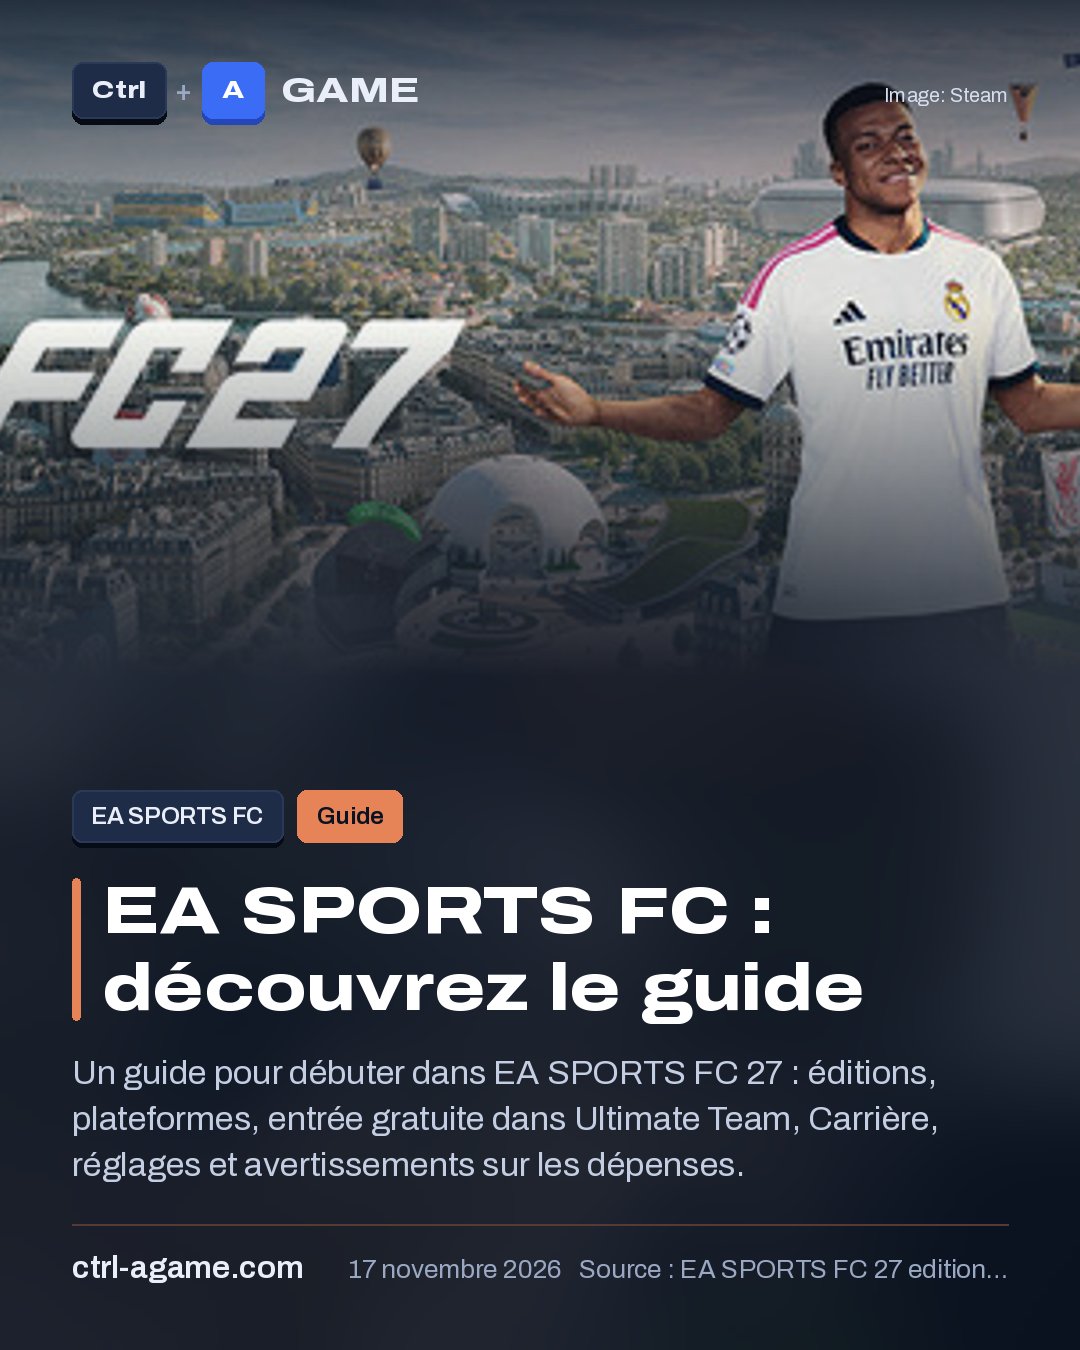 Ctrl + A GAME
Image: Steam
FC27
Emirates
FLY BETTER
EA SPORTS FC
Guide
EA SPORTS FC :
découvrez le guide
Un guide pour débuter dans EA SPORTS FC 27 : éditions,
plateformes, entrée gratuite dans Ultimate Team, Carrière,
réglages et avertissements sur les dépenses.
ctrl-agame.com
17 novembre 2026
Source : EA SPORTS FC 27 edition...